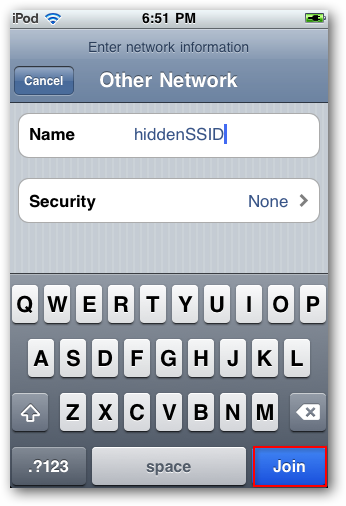 iPod 6:51 PM
Enter network information
Cancel Other Network
Name hiddenSSID
Security None
Q W E R T Y U I O P
A S D F G H J K L
Z X C V B N M
.?123 space Join